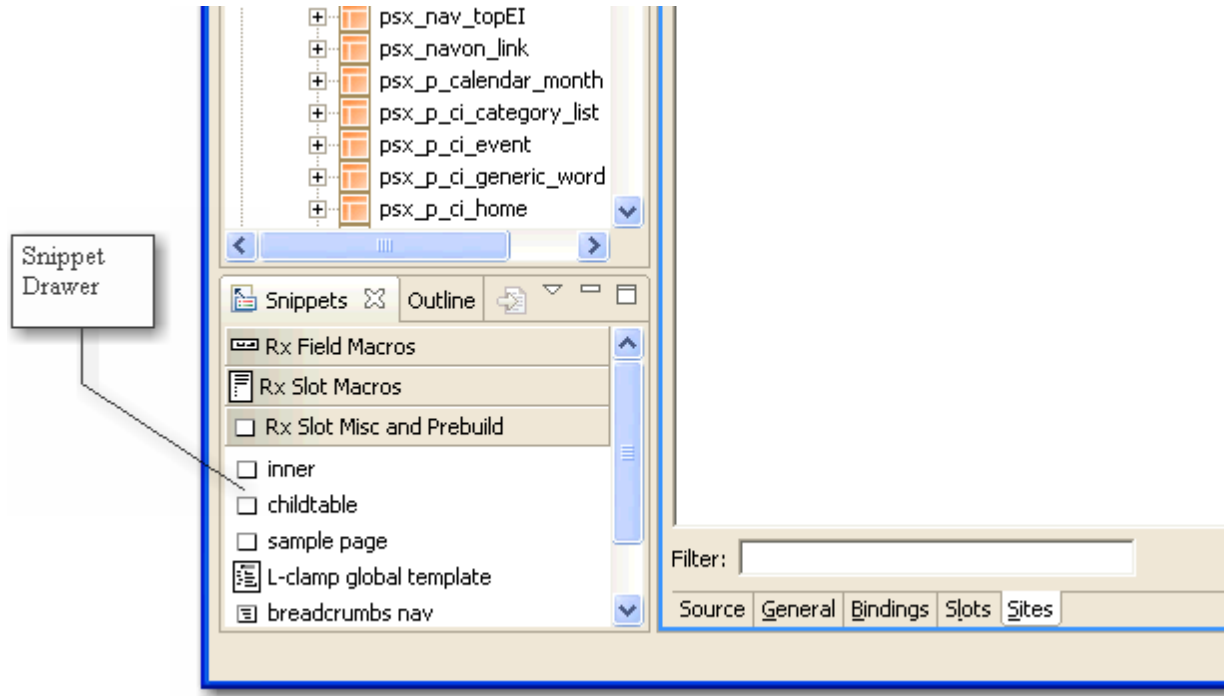 psx_nav_topEI
psx_navon_link
psx_p_calendar_month
psx_p_ci_category_list
psx_p_ci_event
psx_p_ci_generic_word
psx_p_ci_home
Snippet
Drawer
Snippets Outline
Rx Field Macros
Rx Slot Macros
Rx Slot Misc and Prebuild
inner
childtable
sample page
L-clamp global template
breadcrumbs nav
Filter:
Source General Bindings Slots Sites